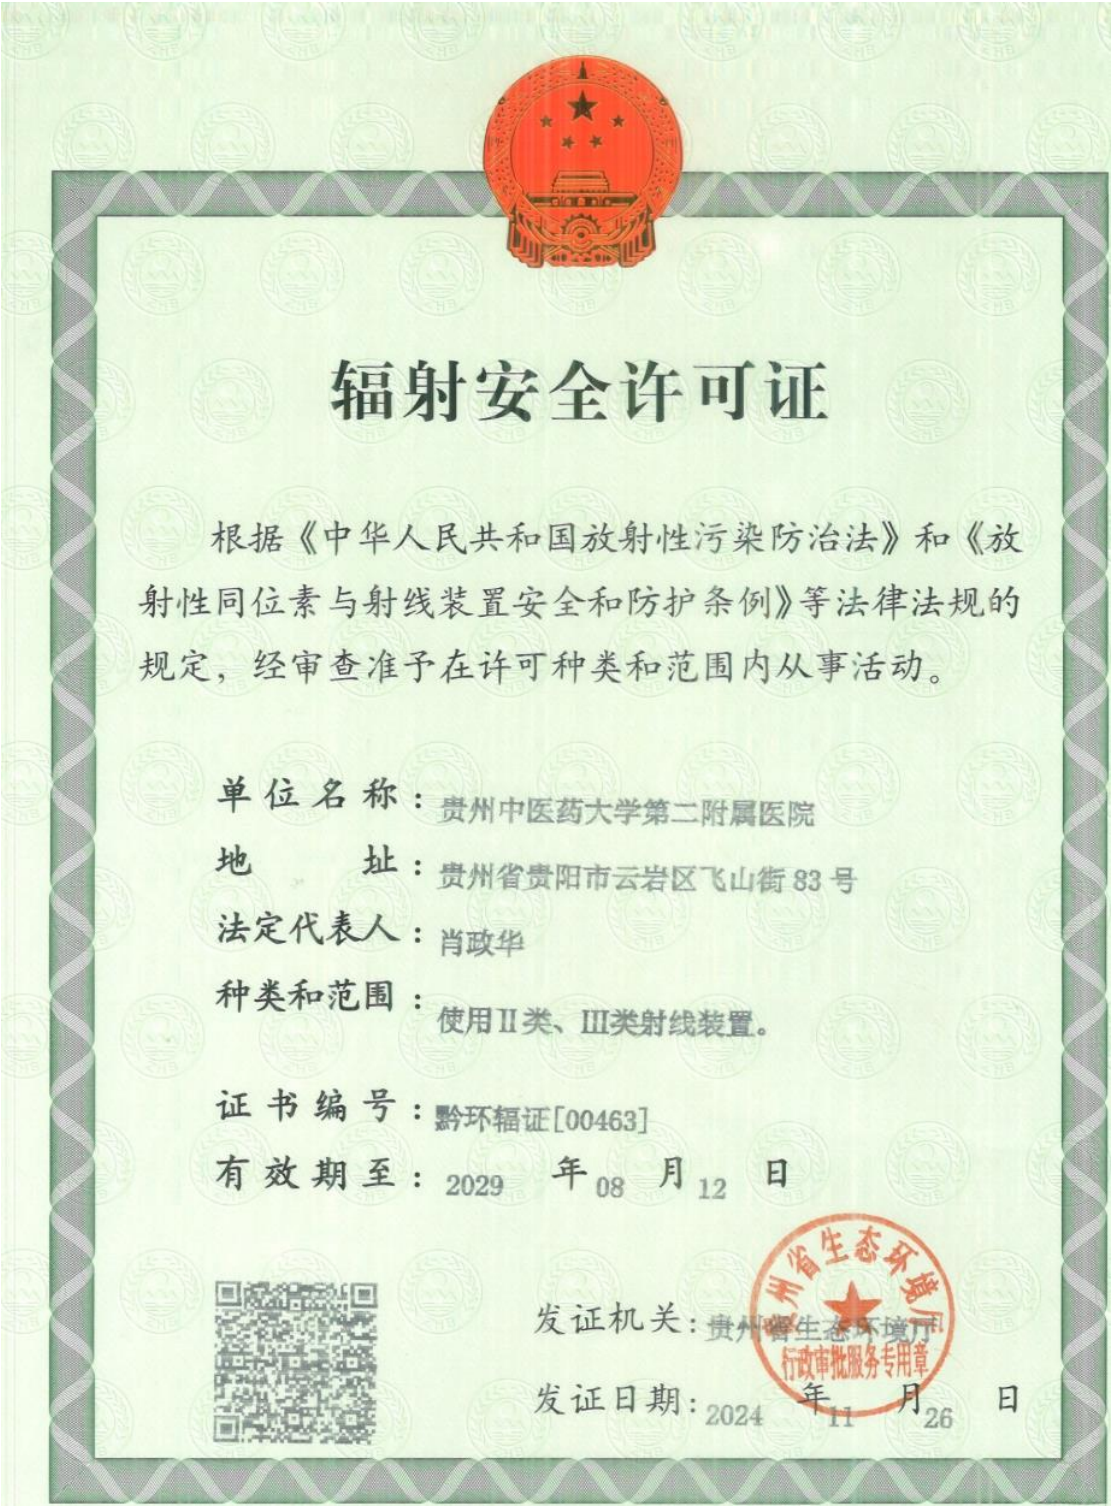 辐射安全许可证
根据《中华人民共和国放射性污染防治法》和《放
射性同位素与射线装置安全和防护条例》等法律法规的
规定，经审查准予在许可种类和范围内从事活动。
单位名称：贵州中医药大学第二附属医院
地 址：贵州省贵阳市云岩区飞山街 83 号
法定代表人：肖政华
种类和范围：使用Ⅱ类、Ⅲ类射线装置。
证书编号：黔环辐证[00463]
有效期至：2029 年 08 月 12 日
发证机关：贵州省生态环境厅
发证日期：2024 年 11 月 26 日
贵州省生态环境厅
行政审批服务专用章